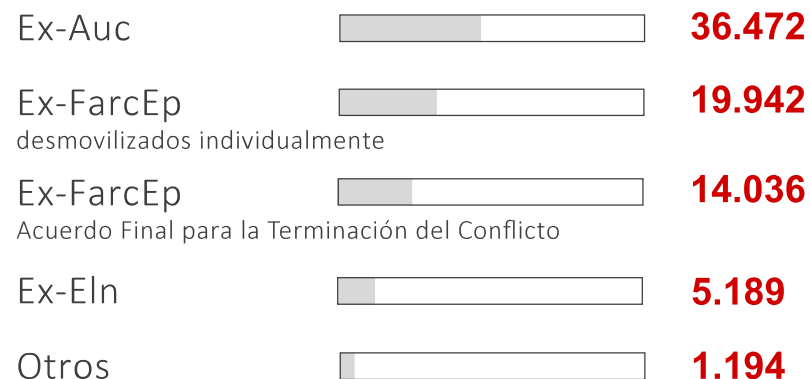 Ex-Auc 36.472
Ex-FarcEp 19.942
desmovilizados individualmente
Ex-FarcEp 14.036
Acuerdo Final para la Terminación del Conflicto
Ex-Eln 5.189
Otros 1.194